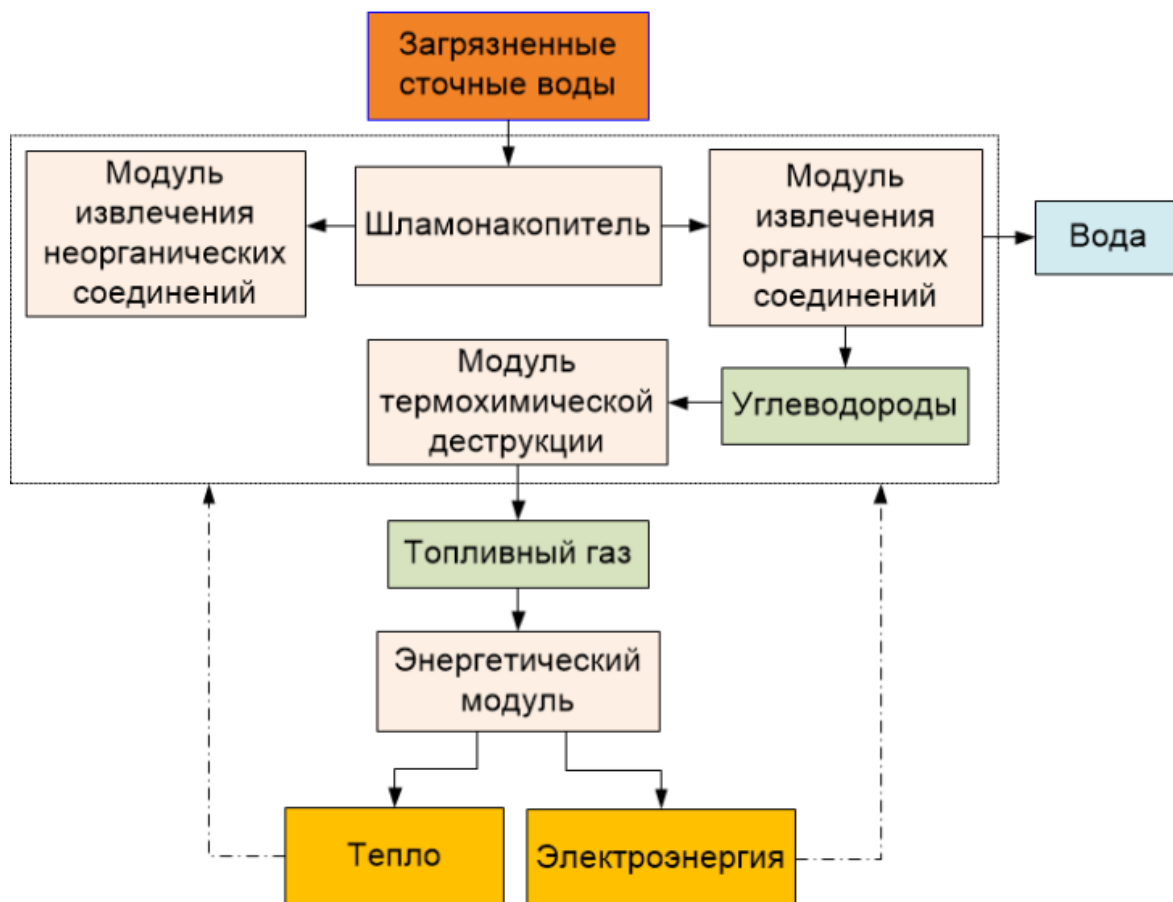 Загрязненные
сточные воды
Модуль
извлечения
неорганических
соединений
Шламонакопитель
Модуль
извлечения
органических
соединений
Вода
Модуль
термохимической
деструкции
Углеводороды
Топливный газ
Энергетический
модуль
Тепло
Электроэнергия